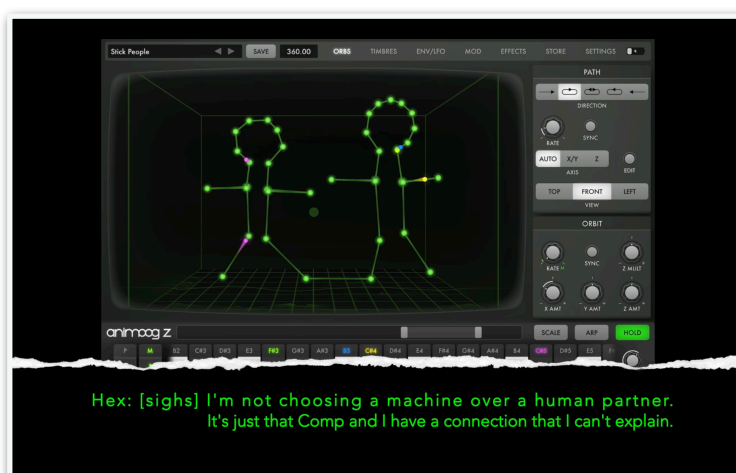 Stick People SAVE 360.00 ORBS TIMBRES ENV/LFO MOD EFFECTS STORE SETTINGS
PATH
DIRECTION
RATE SYNC
AUTO X/Y Z
AXIS EDIT
TOP FRONT LEFT
VIEW
ORBIT
RATE M SYNC Z MULT
X AMT Y AMT Z AMT
animoog z SCALE ARP HOLD
M B2 C#3 D#3 E3 F#3 G#3 A#3 B3 C#4 D#4 E4 F#4 G#4 A#4 B4 D#5 E5
Hex: [sighs] I'm not choosing a machine over a human partner.
It's just that Comp and I have a connection that I can't explain.